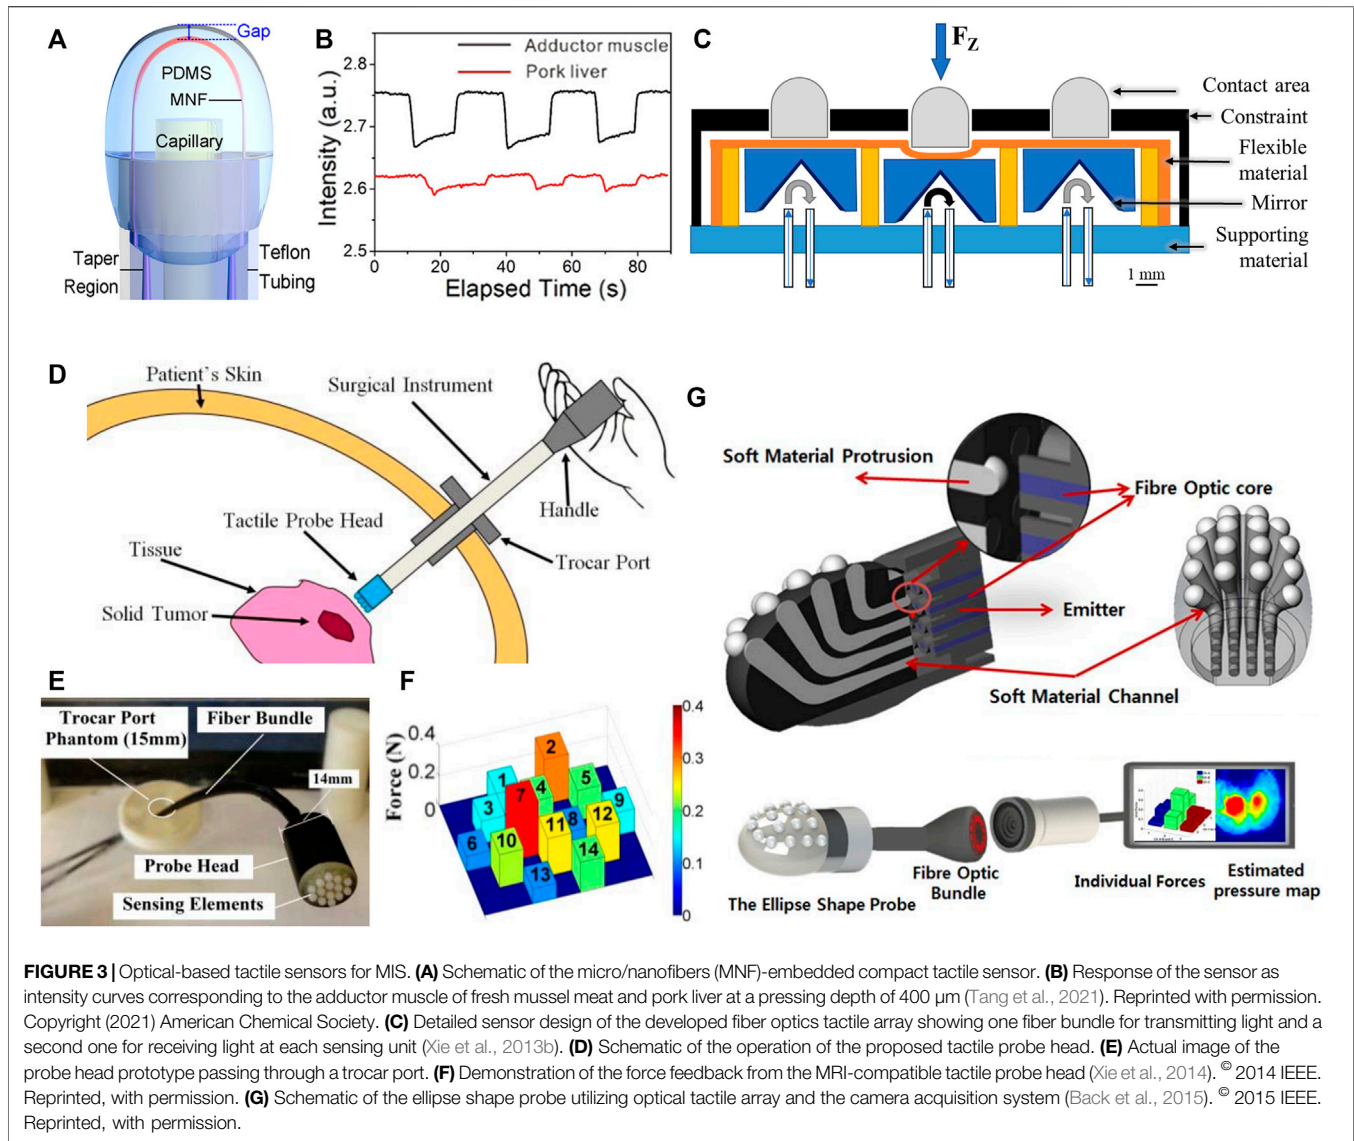 A
Gap
PDMS
MNF
Capillary
Taper
Region
Teflon
Tubing
B
Adductor muscle
Pork liver
Intensity (a.u.)
2.8
2.7
2.6
2.5
0 20 40 60 80
Elapsed Time (s)
C
Fz
Contact area
Constraint
Flexible
material
Mirror
Supporting
material
1 mm
D
Patient's Skin
Surgical Instrument
Handle
Tactile Probe Head
Trocar Port
Tissue
Solid Tumor
E
Trocar Port
Phantom (15mm)
Fiber Bundle
14mm
Probe Head
Sensing Elements
F
Force (N)
0.4
0.2
0
1
2
3
4
5
6
7
8
9
10
11
12
13
14
0.4
0.3
0.2
0.1
0
G
Soft Material Protrusion
Fibre Optic core
Emitter
Soft Material Channel
The Ellipse Shape Probe
Fibre Optic
Bundle
Individual Forces
Estimated
pressure map
FIGURE 3 | Optical-based tactile sensors for MIS. (A) Schematic of the micro/nanofibers (MNF)-embedded compact tactile sensor. (B) Response of the sensor as
intensity curves corresponding to the adductor muscle of fresh mussel meat and pork liver at a pressing depth of 400 µm (Tang et al., 2021). Reprinted with permission.
Copyright (2021) American Chemical Society. (C) Detailed sensor design of the developed fiber optics tactile array showing one fiber bundle for transmitting light and a
second one for receiving light at each sensing unit (Xie et al., 2013b). (D) Schematic of the operation of the proposed tactile probe head. (E) Actual image of the
probe head prototype passing through a trocar port. (F) Demonstration of the force feedback from the MRI-compatible tactile probe head (Xie et al., 2014). © 2014 IEEE.
Reprinted, with permission. (G) Schematic of the ellipse shape probe utilizing optical tactile array and the camera acquisition system (Back et al., 2015). © 2015 IEEE.
Reprinted, with permission.